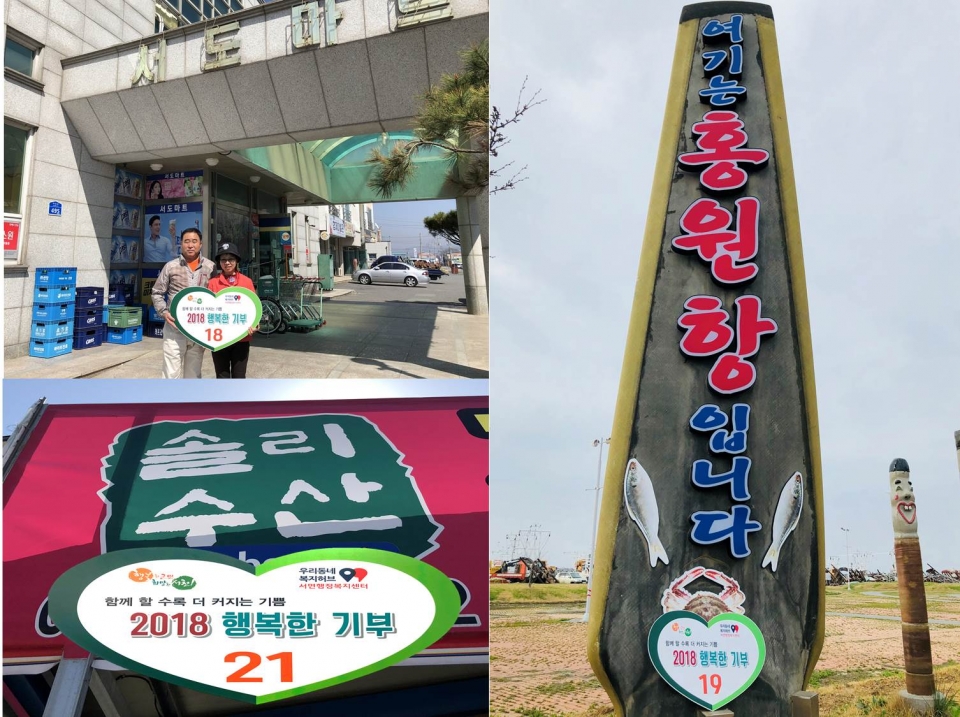 서도마트
서도마트
495
2018 행복한 기부
18
솔리
수산
우리동네
복지허브
서면행정복지센터
함께 할 수록 더 커지는 기쁨
2018 행복한 기부
21
여기는
홍원항
입니다
함께 할 수록 더 커지는 기쁨
2018 행복한 기부
19